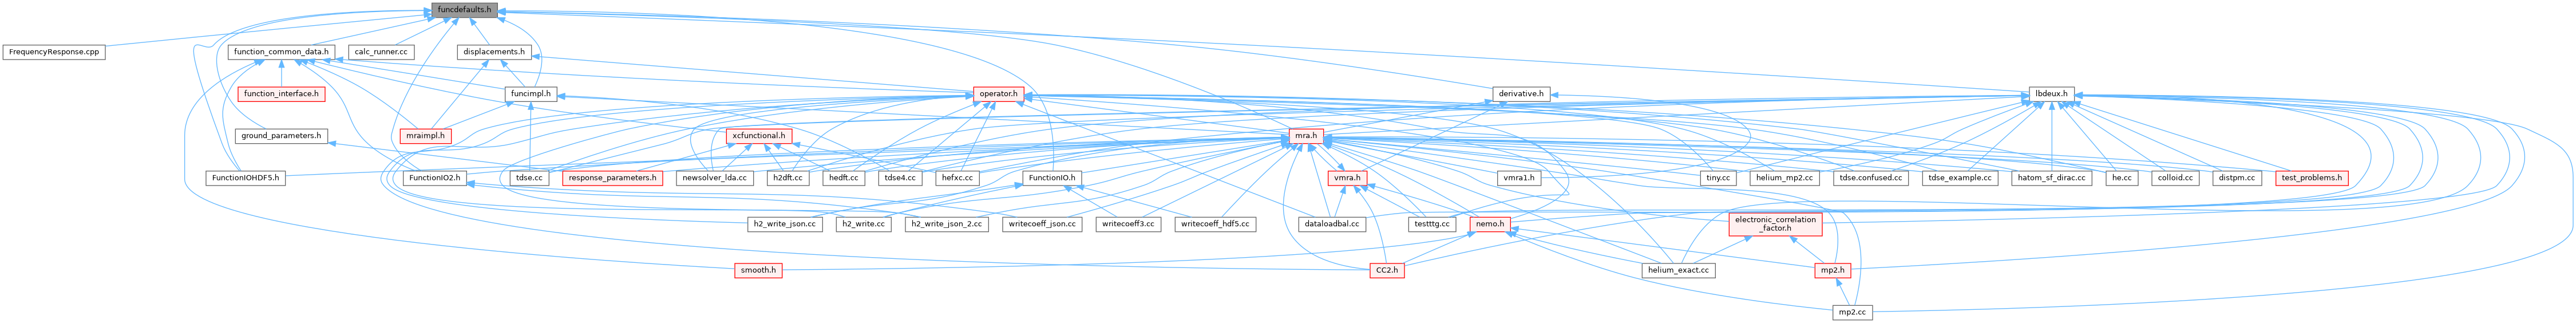 funcdefaults.h
FrequencyResponse.cpp
function_common_data.h
calc_runner.cc
displacements.h
function_interface.h
funcimpl.h
operator.h
derivative.h
lbdeux.h
ground_parameters.h
mraimpl.h
xcfunctional.h
mra.h
FunctionIOHDF5.h
FunctionIO2.h
tdse.cc
response_parameters.h
newsolver_lda.cc
h2dft.cc
hedft.cc
tdse4.cc
hefxc.cc
FunctionIO.h
vmra.h
vmra1.h
tiny.cc
helium_mp2.cc
tdse.confused.cc
tdse_example.cc
hatom_sf_dirac.cc
he.cc
colloid.cc
distpm.cc
test_problems.h
h2_write_json.cc
h2_write.cc
h2_write_json_2.cc
writecoeff_json.cc
writecoeff3.cc
writecoeff_hdf5.cc
dataloadbal.cc
testttg.cc
nemo.h
electronic_correlation
_factor.h
smooth.h
CC2.h
helium_exact.cc
mp2.h
mp2.cc